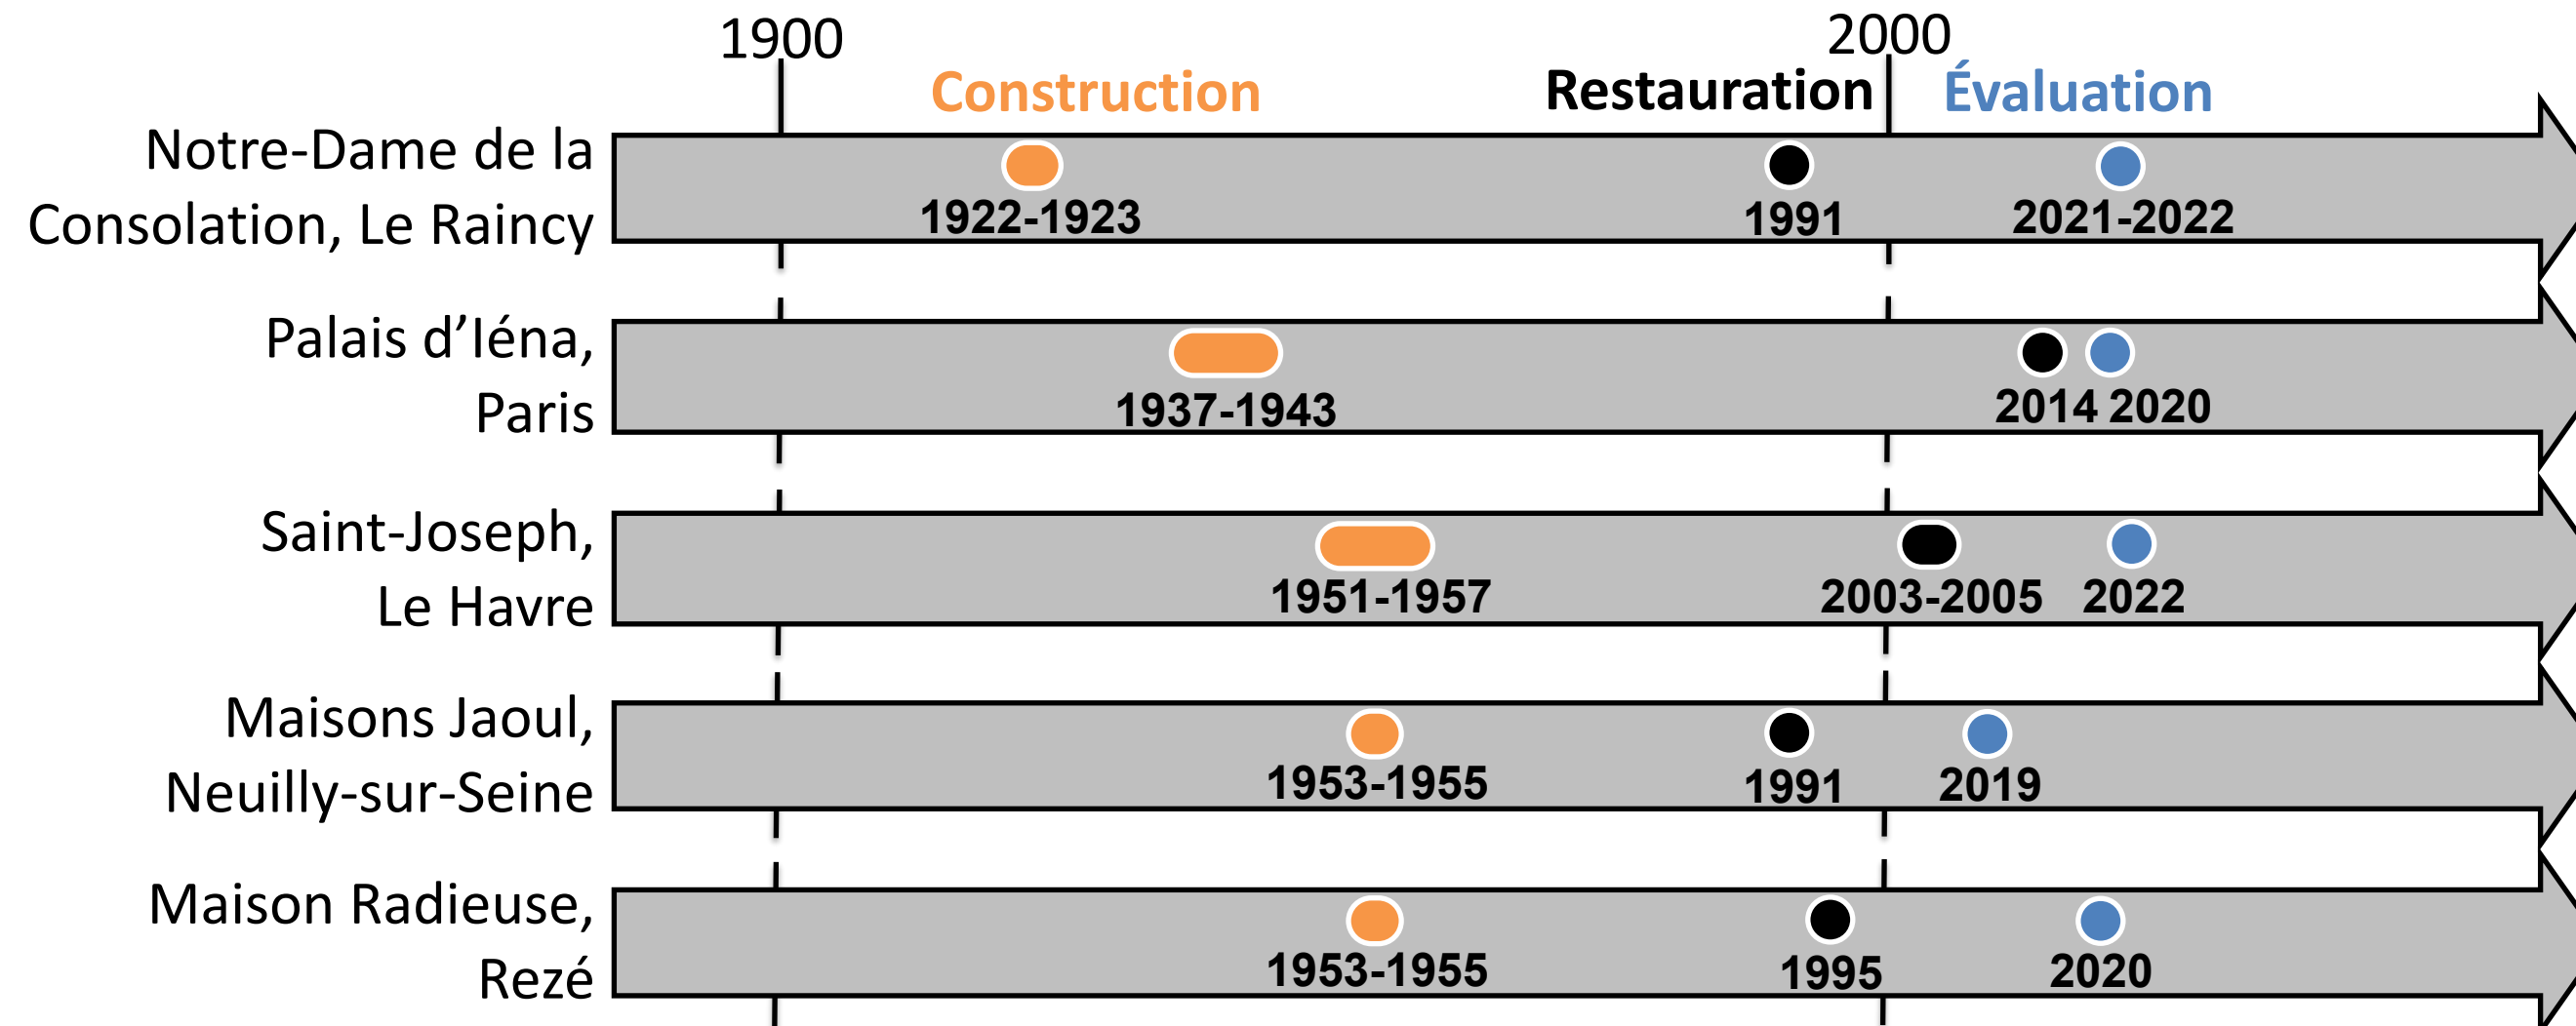 1900
2000
Construction
Restauration
Évaluation
Notre-Dame de la
Consolation, Le Raincy
1922-1923
1991
2021-2022
Palais d’Iéna,
Paris
1937-1943
2014
2020
Saint-Joseph,
Le Havre
1951-1957
2003-2005
2022
Maisons Jaoul,
Neuilly-sur-Seine
1953-1955
1991
2019
Maison Radieuse,
Rezé
1953-1955
1995
2020